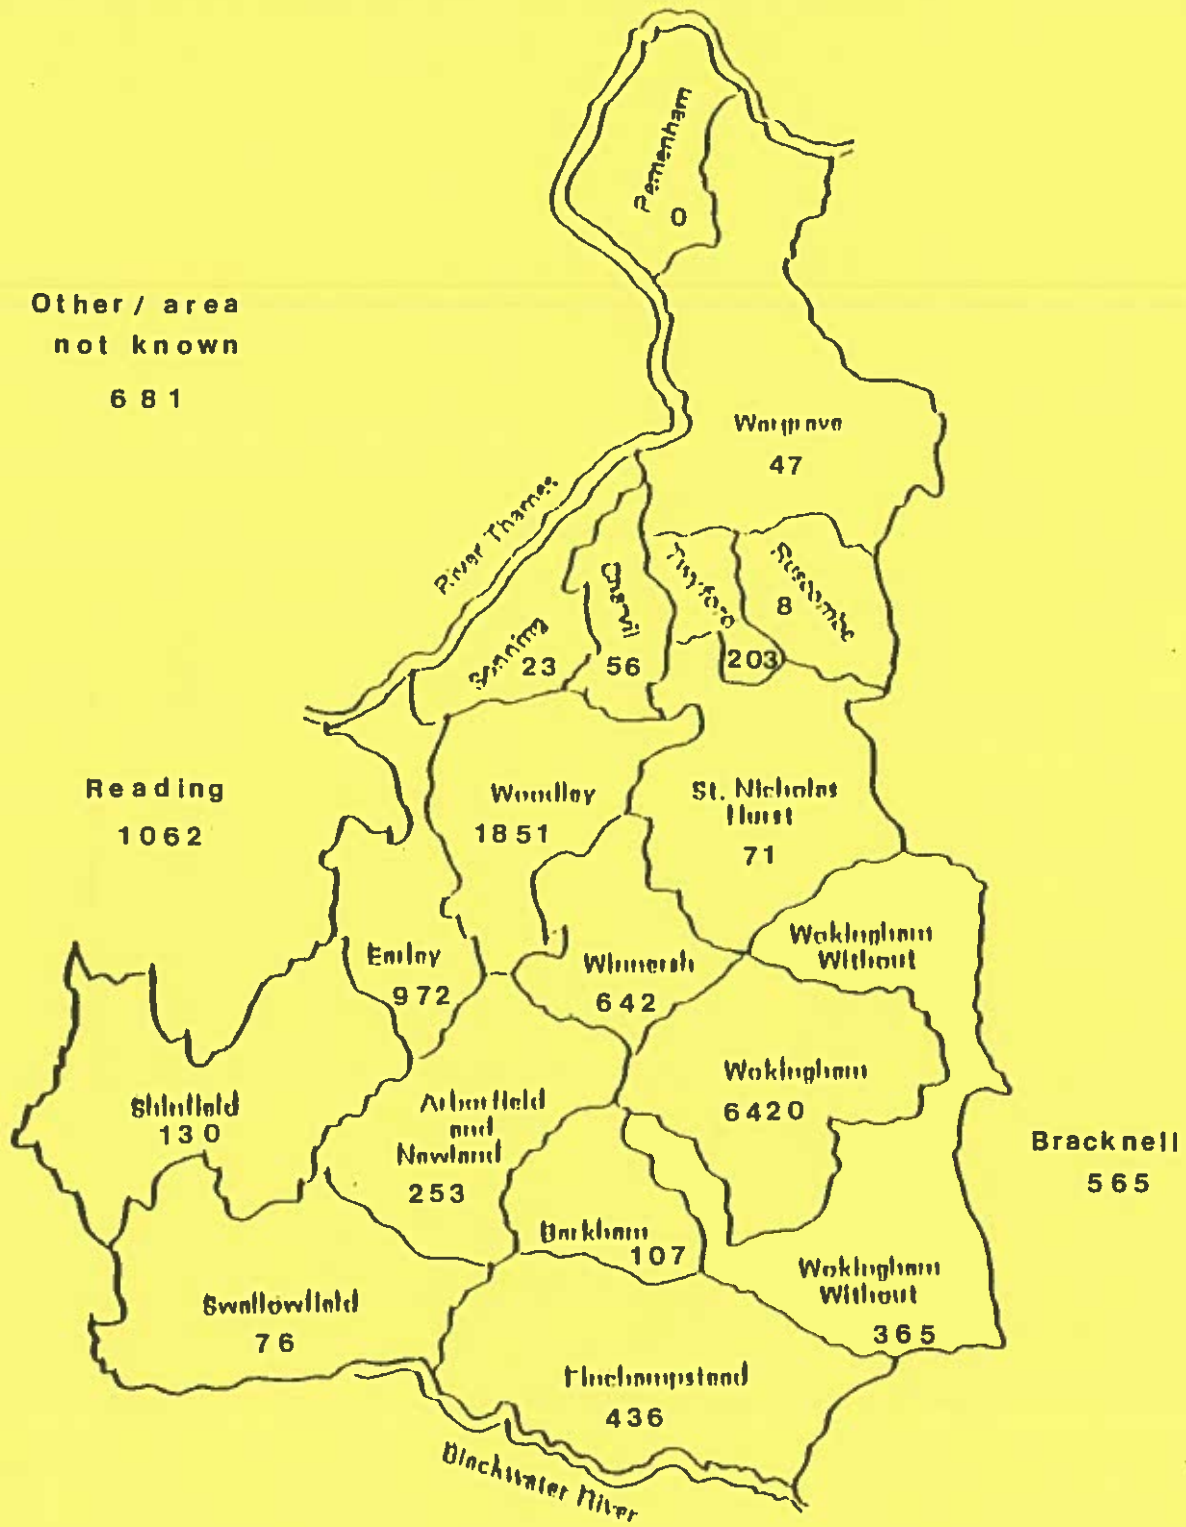 Remenham
0
Other / area
not known
681
Wargrave
47
River Thames
Twyford
203
Ruscombe
8
Charvil
56
Sonning
23
Reading
1062
Woodley
1851
St. Nicholas
Hurst
71
Wokingham
Without
Earley
972
Winnersh
642
Wokingham
6420
Shinfield
130
Arborfield
and
Newland
253
Bracknell
565
Barkham
107
Wokingham
Without
365
Swallowfield
76
Finchampstead
436
Blackwater River